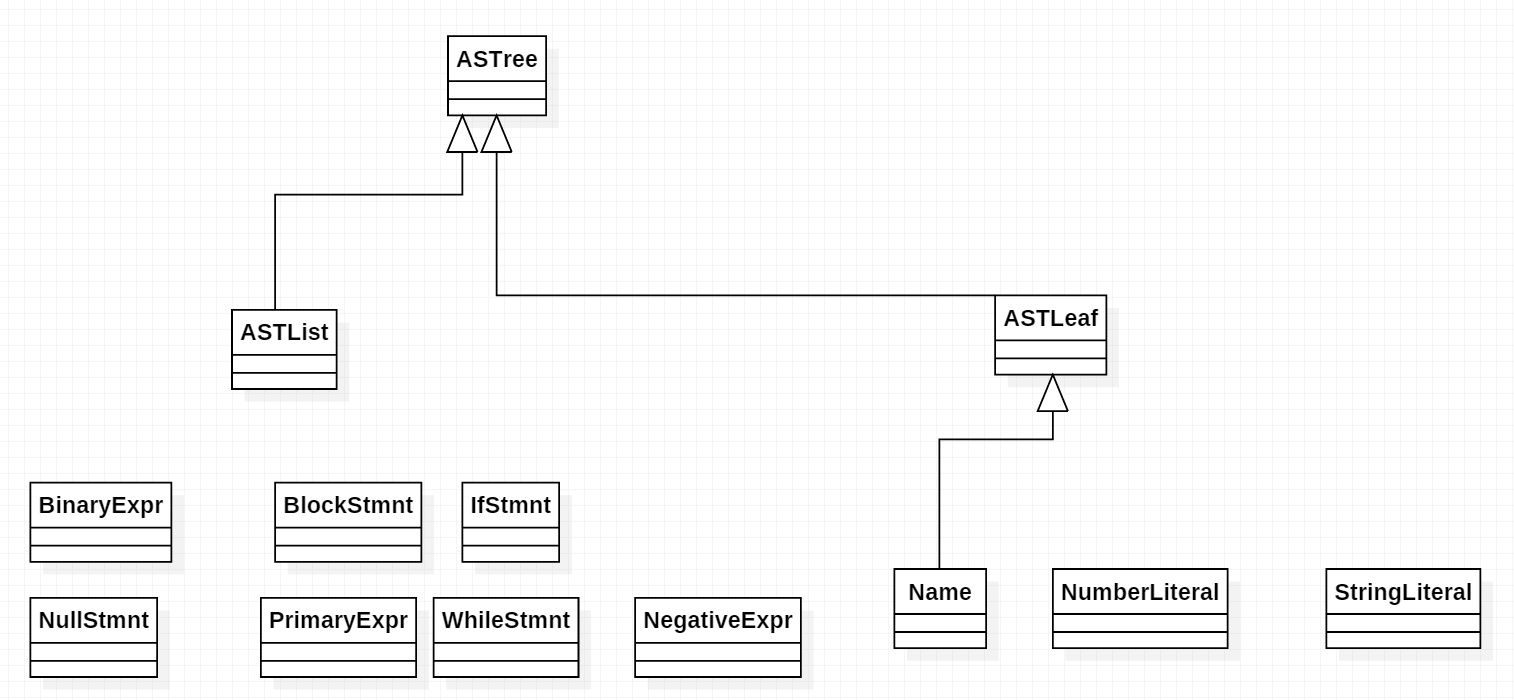 ASTree
ASTList
ASTLeaf
BinaryExpr
BlockStmnt
IfStmnt
Name
NumberLiteral
StringLiteral
NullStmnt
PrimaryExpr
WhileStmnt
NegativeExpr